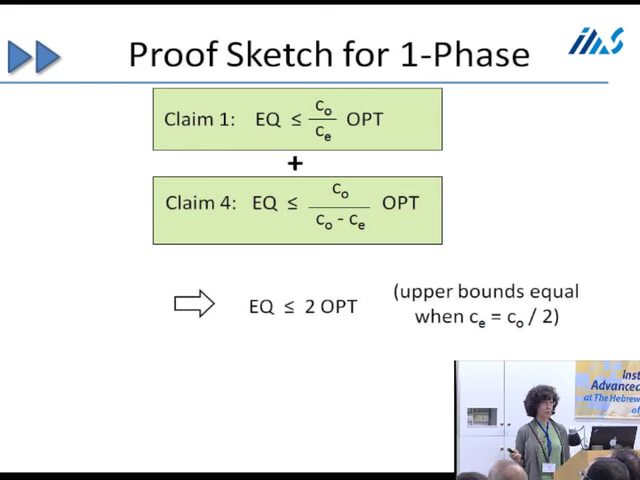 Proof Sketch for 1-Phase
Claim 1: EQ ≤ c_o / c_e OPT
+
Claim 4: EQ ≤ c_o / (c_o - c_e) OPT
EQ ≤ 2 OPT
(upper bounds equal
when c_e = c_o / 2)
Inst
Advanced
at The Hebrew
of